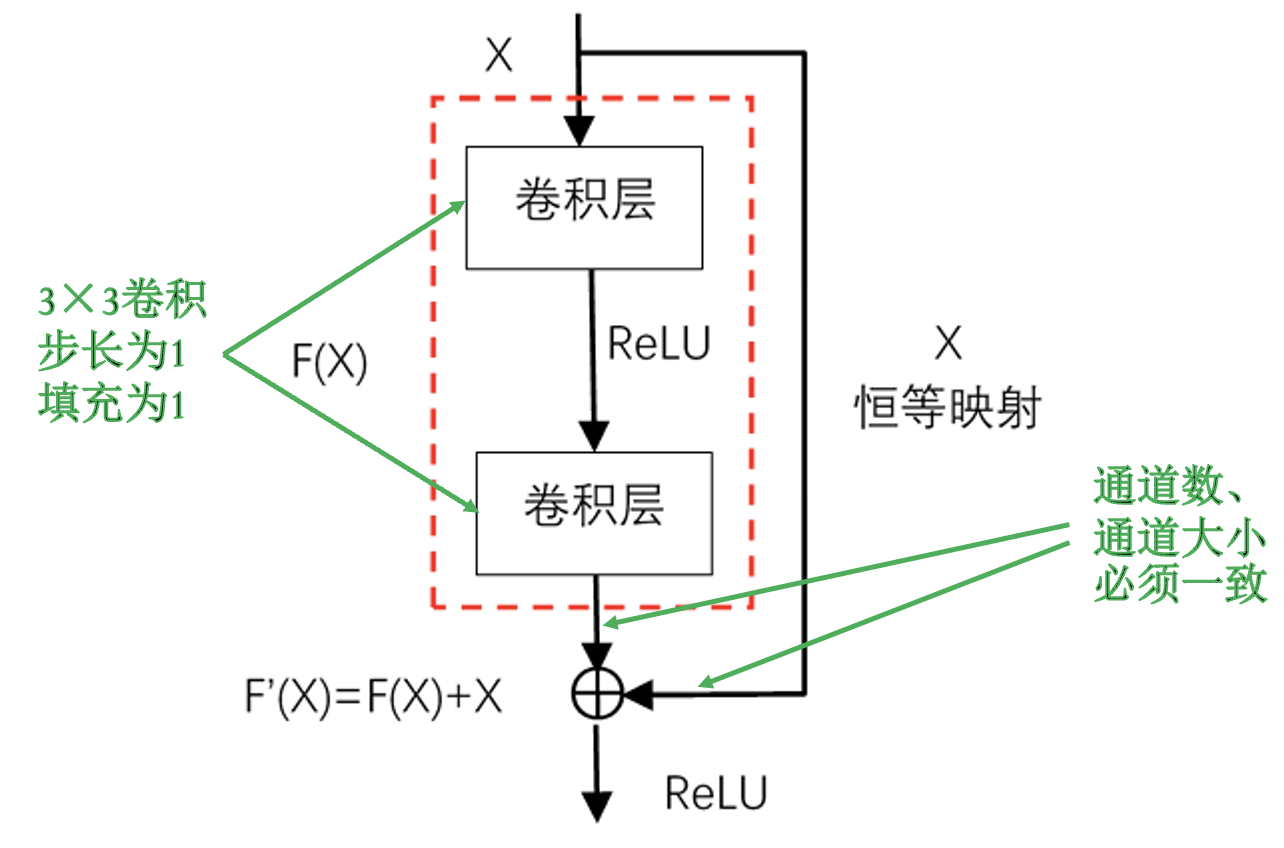 X
卷积层
3×3卷积
步长为1
填充为1
F(X)
ReLU
X
恒等映射
卷积层
通道数、
通道大小
必须一致
F’(X)=F(X)+X
ReLU